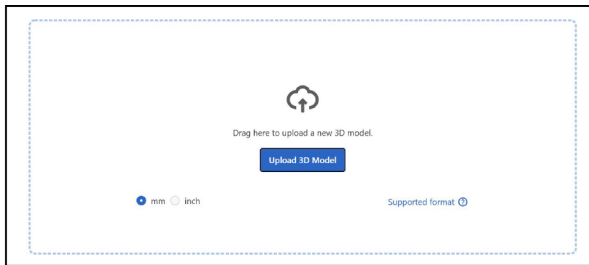 Drag here to upload a new 3D model.
Upload 3D Model
mm inch
Supported format